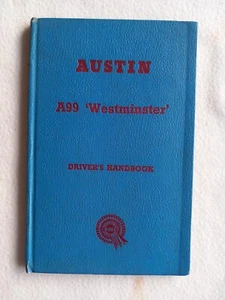 AUSTIN
A99 'Westminster'
DRIVER'S HANDBOOK